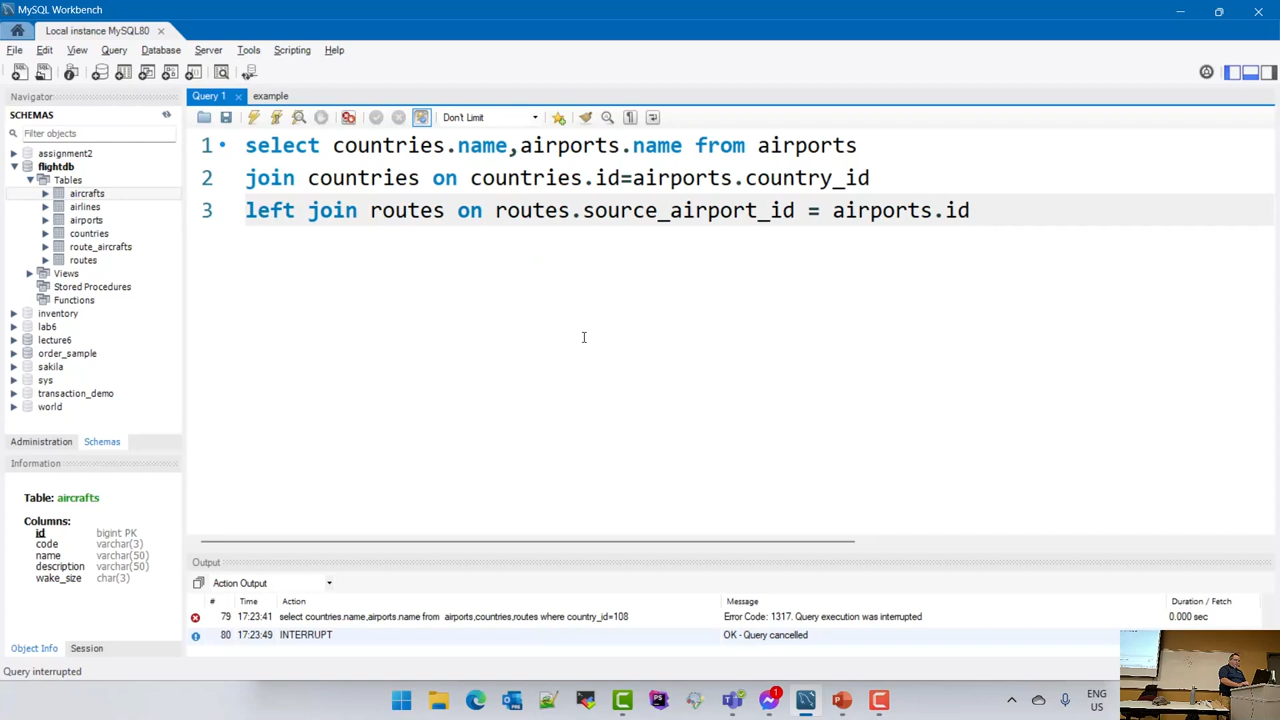 MySQL Workbench
Local instance MySQL80
File Edit View Query Database Server Tools Scripting Help
Navigator
SCHEMAS
Filter objects
assignment2
flightdb
Tables
aircrafts
airlines
airports
countries
route_aircrafts
routes
Views
Stored Procedures
Functions
inventory
lab6
lecture6
order_sample
sakila
sys
transaction_demo
world
Administration Schemas
Information
Table: aircrafts
Columns:
id bigint PK
code varchar(3)
name varchar(50)
description varchar(50)
wake_size char(3)
Object Info Session
Query interrupted
Query 1 example
Don't Limit
1 select countries.name,airports.name from airports
2 join countries on countries.id=airports.country_id
3 left join routes on routes.source_airport_id = airports.id
Output
Action Output
# Time Action Message Duration / Fetch
79 17:23:41 select countries.name,airports.name from airports,countries,routes where country_id=108 Error Code: 1317. Query execution was interrupted 0.000 sec
80 17:23:49 INTERRUPT OK - Query cancelled
1
ENG
US